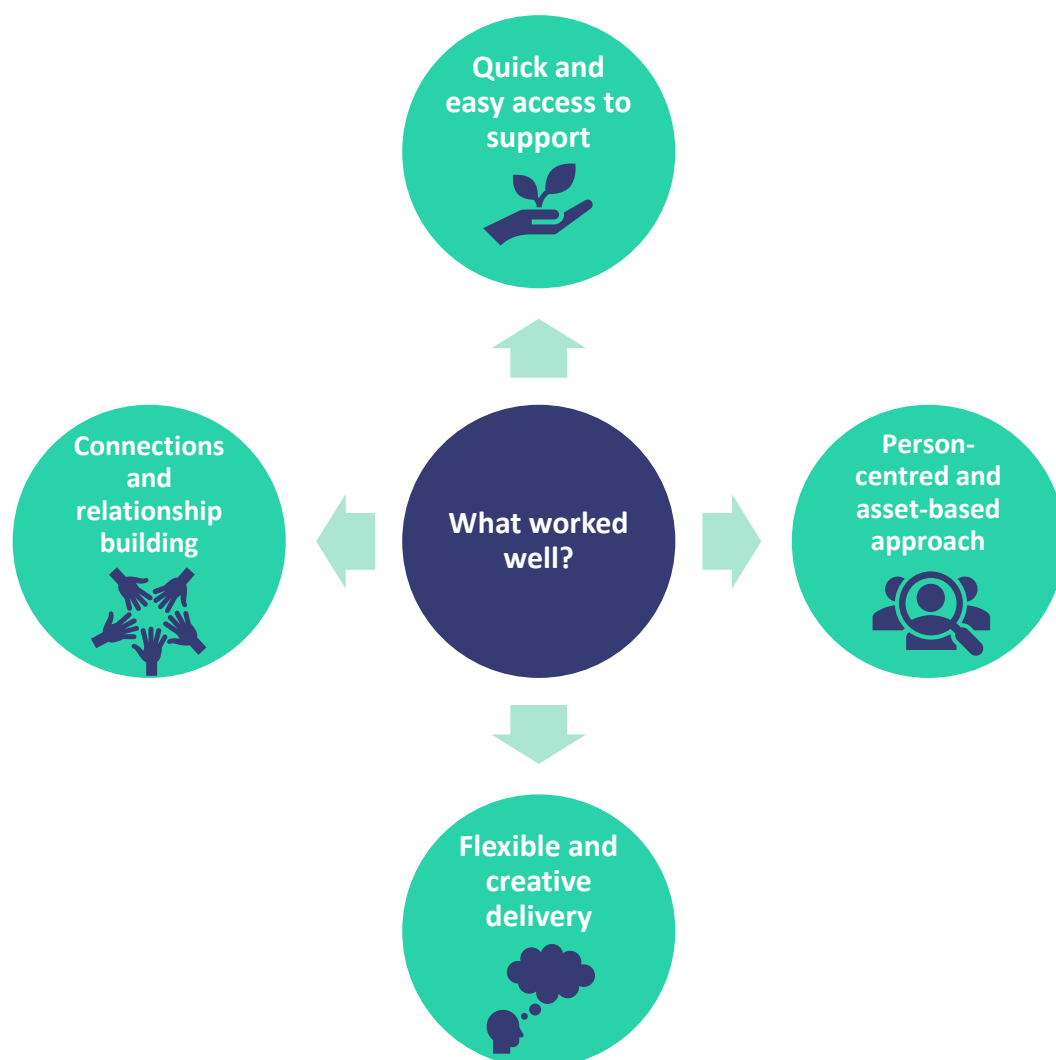 Quick and
easy access to
support
Connections
and
relationship
building
What worked
well?
Person-
centred and
asset-based
approach
Flexible and
creative
delivery